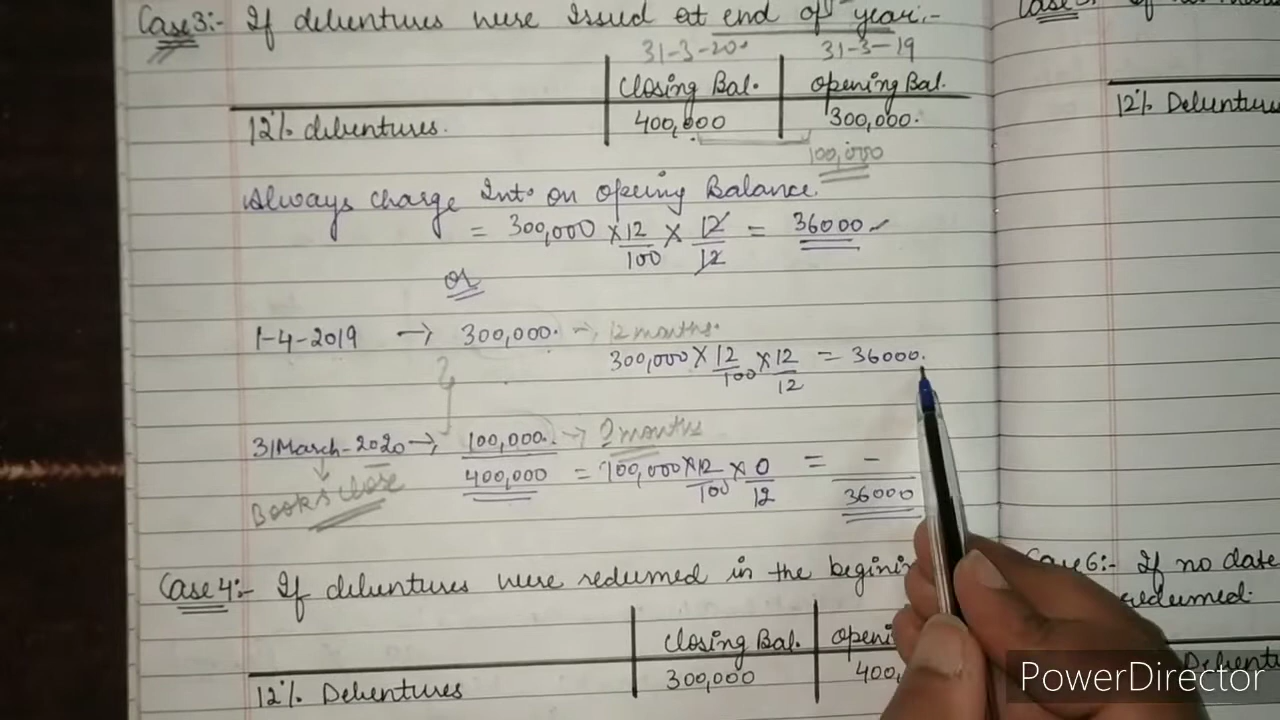 Case 3:- If debentures were Issued at end of year:-
31-3-20 31-3-19
Closing Bal. Opening Bal.
12% debentures. 400,000 300,000.
100,000
Always charge Int. on Opening Balance.
= 300,000 × 12/100 × 12/12 = 36000
or
1-4-2019 → 300,000. → 12 months.
300,000 × 12/100 × 12/12 = 36000.
31 March-2020 → 100,000. → 0 months
400,000 = 100,000 × 12/100 × 0/12 = -
Books close
36000
Case 4:- If debentures were redeemed in the
Closing Bal.
12% Debentures 300,000 400,
12% Debenture
Case 6:- If no date
redeemed.
PowerDirector